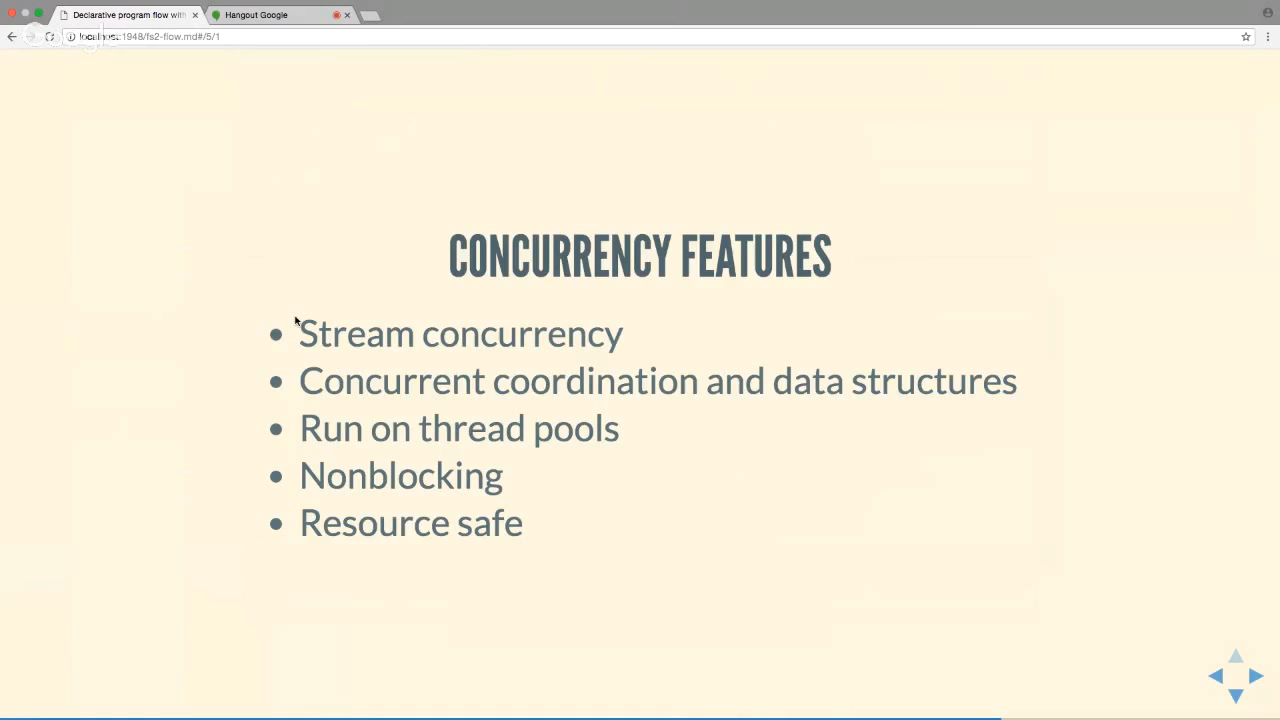 Declarative program flow with
Hangout Google
localhost:1948/fs2-flow.md#/5/1
CONCURRENCY FEATURES
Stream concurrency
Concurrent coordination and data structures
Run on thread pools
Nonblocking
Resource safe